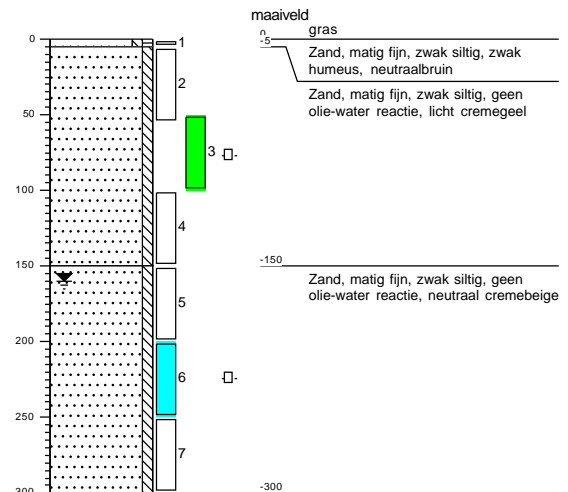 maaiveld
0
gras
-5
Zand, matig fijn, zwak siltig, zwak
humeus, neutraalbruin
Zand, matig fijn, zwak siltig, geen
olie-water reactie, licht cremegeel
-150
Zand, matig fijn, zwak siltig, geen
olie-water reactie, neutraal cremebeige
-300
0
50
100
150
200
250
300
1
2
3
4
5
6
7